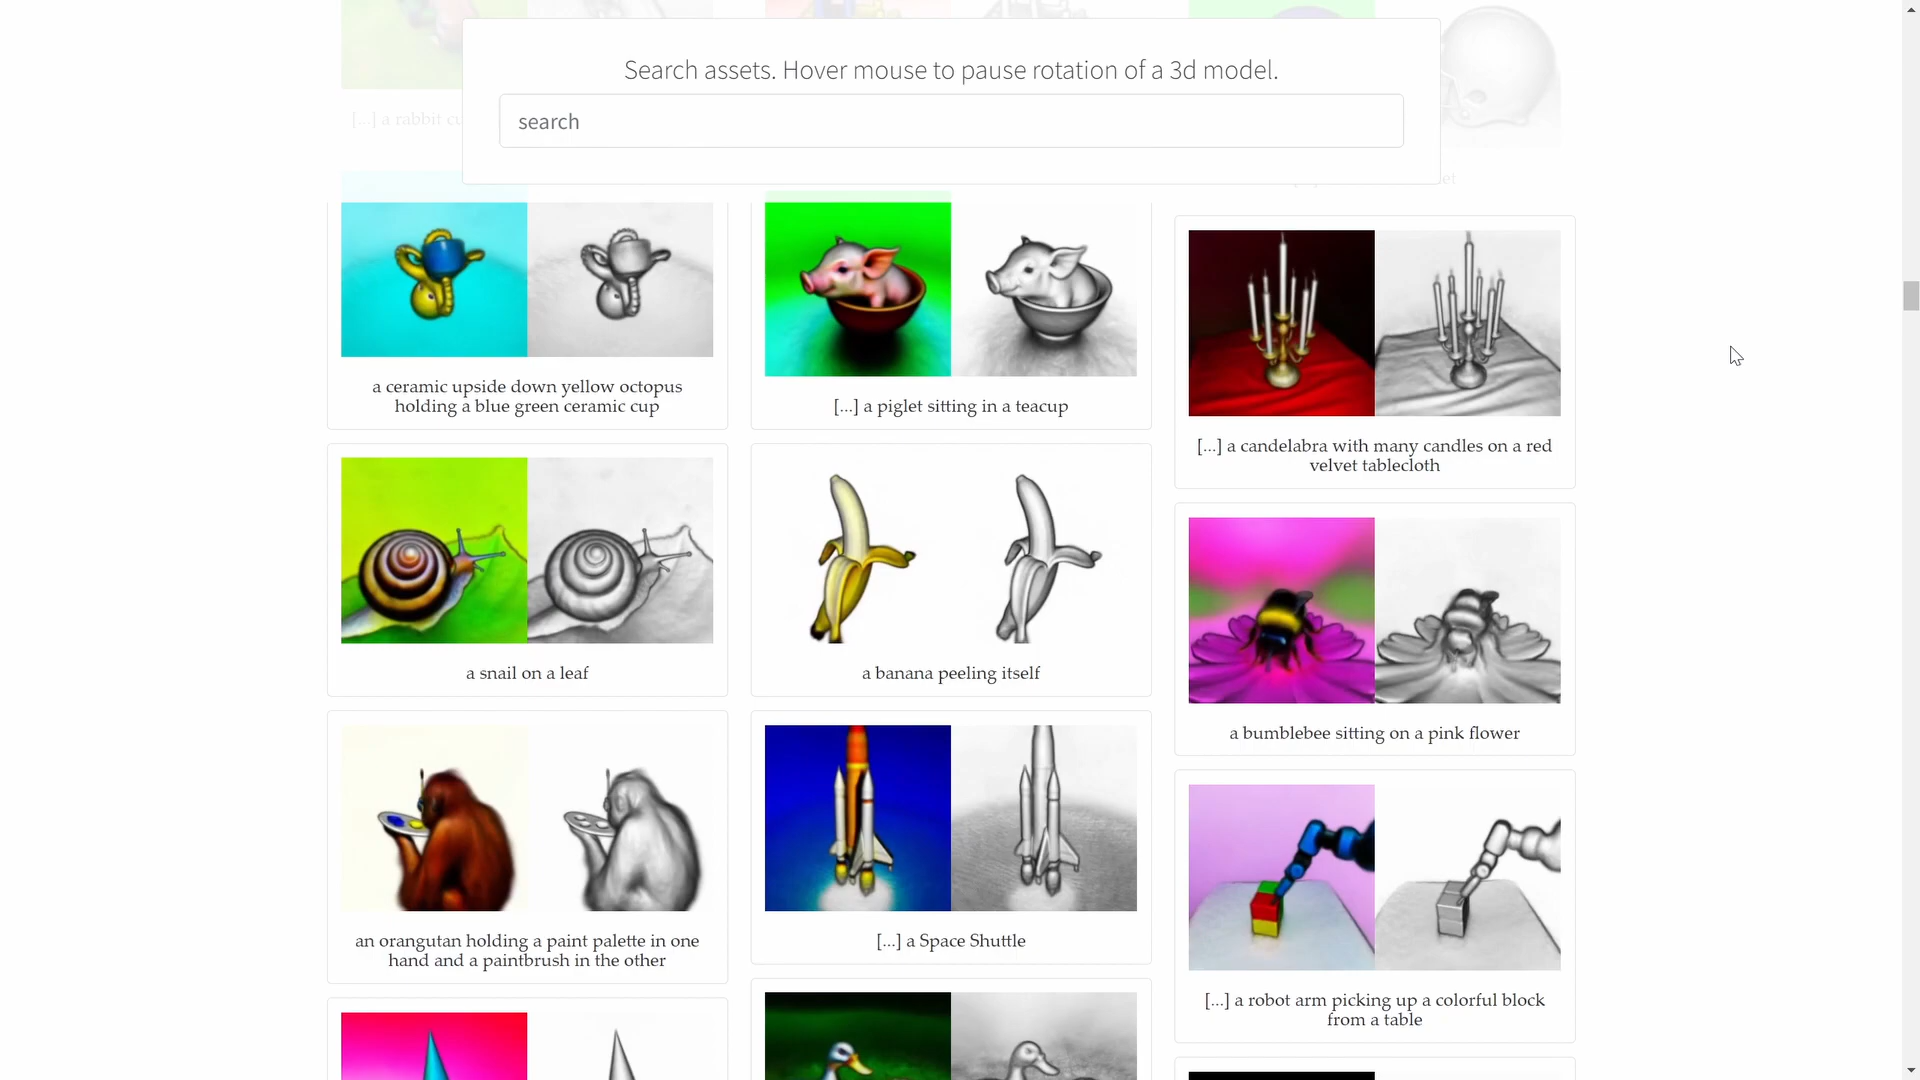 Search assets. Hover mouse to pause rotation of a 3d model.
search
[...] a rabbit cu
et
a ceramic upside down yellow octopus
holding a blue green ceramic cup
[...] a piglet sitting in a teacup
[...] a candelabra with many candles on a red
velvet tablecloth
a snail on a leaf
a banana peeling itself
a bumblebee sitting on a pink flower
an orangutan holding a paint palette in one
hand and a paintbrush in the other
[...] a Space Shuttle
[...] a robot arm picking up a colorful block
from a table